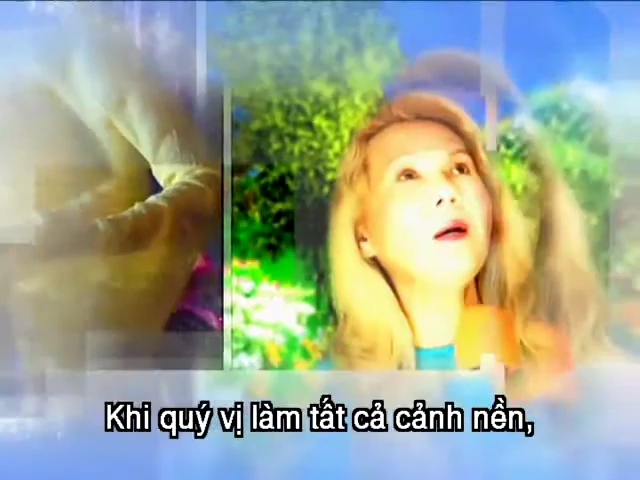 Khi quý vị làm tất cả cảnh nền,